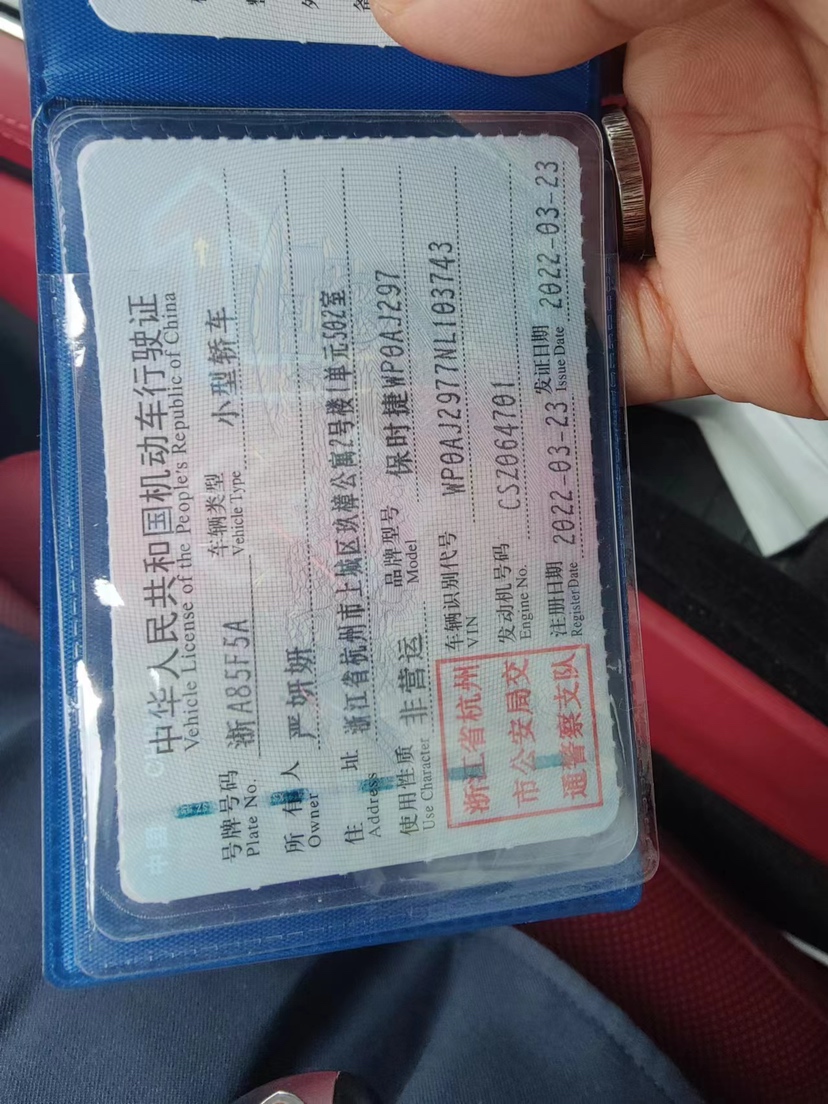 中华人民共和国机动车行驶证
Vehicle License of the People's Republic of China
号牌号码 浙A85F5A 车辆类型 小型轿车
Plate No. Vehicle Type
所有人 严妍妍
Owner
住址 浙江省杭州市上城区玖樟公寓2号楼1单元502室
Address
使用性质 非营运 品牌型号 保时捷WP0AJ297
Use Character Model
浙江省杭州
市公安局交
通警察支队
车辆识别代号 WP0AJ2977NL103743
VIN
发动机号码 CSZ064701
Engine No.
注册日期 2022-03-23 发证日期 2022-03-23
Register Date Issue Date